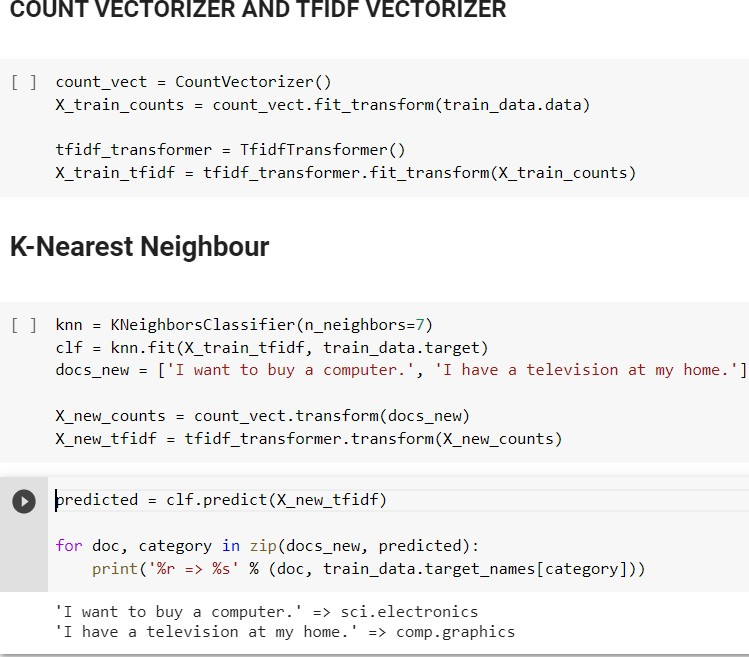 COUNT VECTORIZER AND TFIDF VECTORIZER
[ ] count_vect = CountVectorizer()
X_train_counts = count_vect.fit_transform(train_data.data)
tfidf_transformer = TfidfTransformer()
X_train_tfidf = tfidf_transformer.fit_transform(X_train_counts)
K-Nearest Neighbour
[ ] knn = KNeighborsClassifier(n_neighbors=7)
clf = knn.fit(X_train_tfidf, train_data.target)
docs_new = ['I want to buy a computer.', 'I have a television at my home.']
X_new_counts = count_vect.transform(docs_new)
X_new_tfidf = tfidf_transformer.transform(X_new_counts)
predicted = clf.predict(X_new_tfidf)
for doc, category in zip(docs_new, predicted):
    print('%r => %s' % (doc, train_data.target_names[category]))
'I want to buy a computer.' => sci.electronics
'I have a television at my home.' => comp.graphics